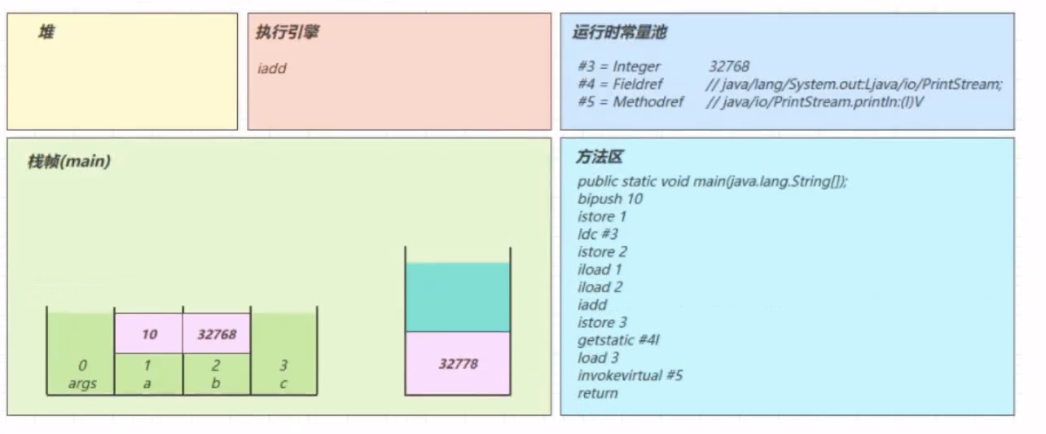 堆
执行引擎
iadd
运行时常量池
#3 = Integer 32768
#4 = Fieldref // java/lang/System.out:Ljava/io/PrintStream;
#5 = Methodref // java/io/PrintStream.println:(I)V
栈帧(main)
10 32768
0 1 2 3
args a b c
32778
方法区
public static void main(java.lang.String[]);
bipush 10
istore 1
ldc #3
istore 2
iload 1
iload 2
iadd
istore 3
getstatic #4I
load 3
invokevirtual #5
return